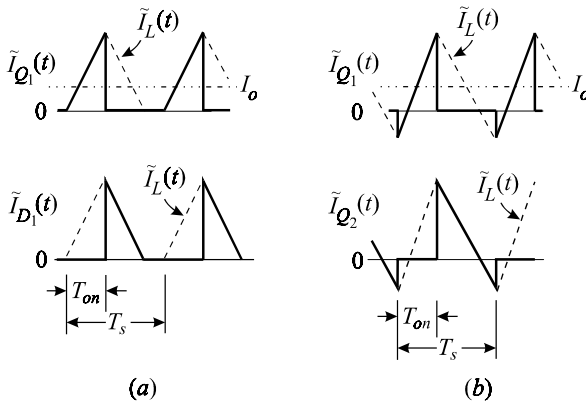 Ĩ_L(t)
Ĩ_Q₁(t)
I_o
0
Ĩ_L(t)
Ĩ_D₁(t)
0
T_on
T_s
(a)
Ĩ_L(t)
Ĩ_Q₁(t)
I_o
0
Ĩ_L(t)
Ĩ_Q₂(t)
0
T_on
T_s
(b)